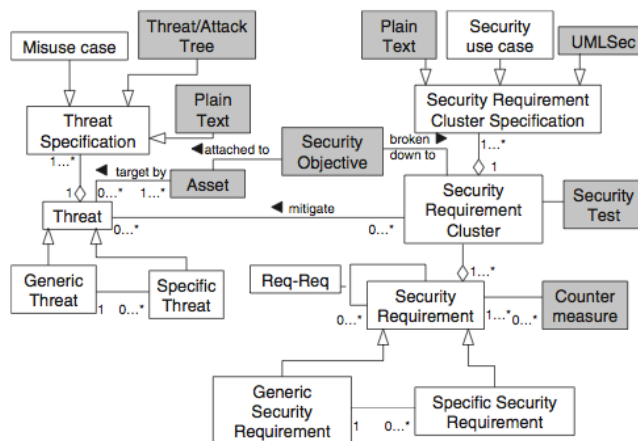 Misuse case
Threat/Attack
Tree
Plain
Text
Security
use case
UMLSec
Threat
Specification
Plain
Text
Security Requirement
Cluster Specification
◀attached to
Security
Objective
broken ▶
down to
1...*
1...*
◀ target by
Asset
1
0...*
1...*
1
Threat
◀ mitigate
0...*
0...*
Security
Requirement
Cluster
Security
Test
Generic
Threat
Specific
Threat
1
0...*
Req-Req
1...*
0...*
Security
Requirement
1...*
0...*
Counter
measure
Generic
Security
Requirement
1
0...*
Specific Security
Requirement